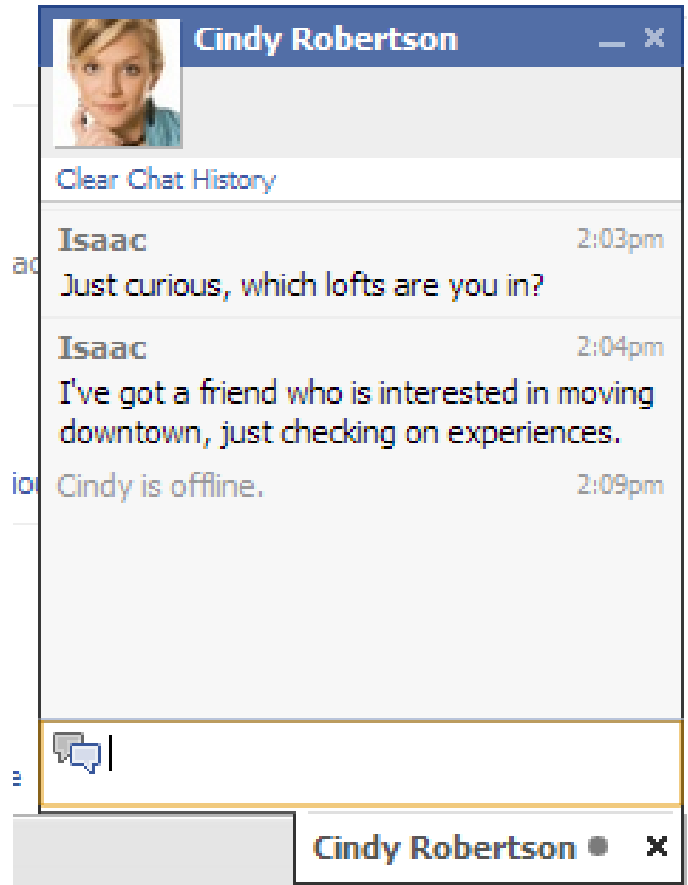 Cindy Robertson
Clear Chat History
Isaac 2:03pm
Just curious, which lofts are you in?
Isaac 2:04pm
I've got a friend who is interested in moving
downtown, just checking on experiences.
Cindy is offline. 2:09pm
Cindy Robertson